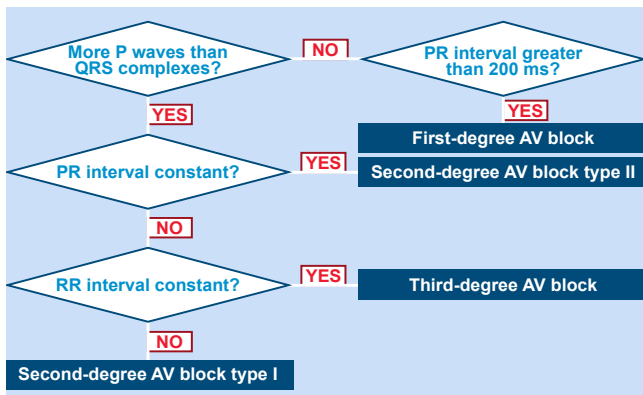 More P waves than
QRS complexes?
NO
PR interval greater
than 200 ms?
YES
YES
First-degree AV block
PR interval constant?
YES
Second-degree AV block type II
NO
RR interval constant?
YES
Third-degree AV block
NO
Second-degree AV block type I